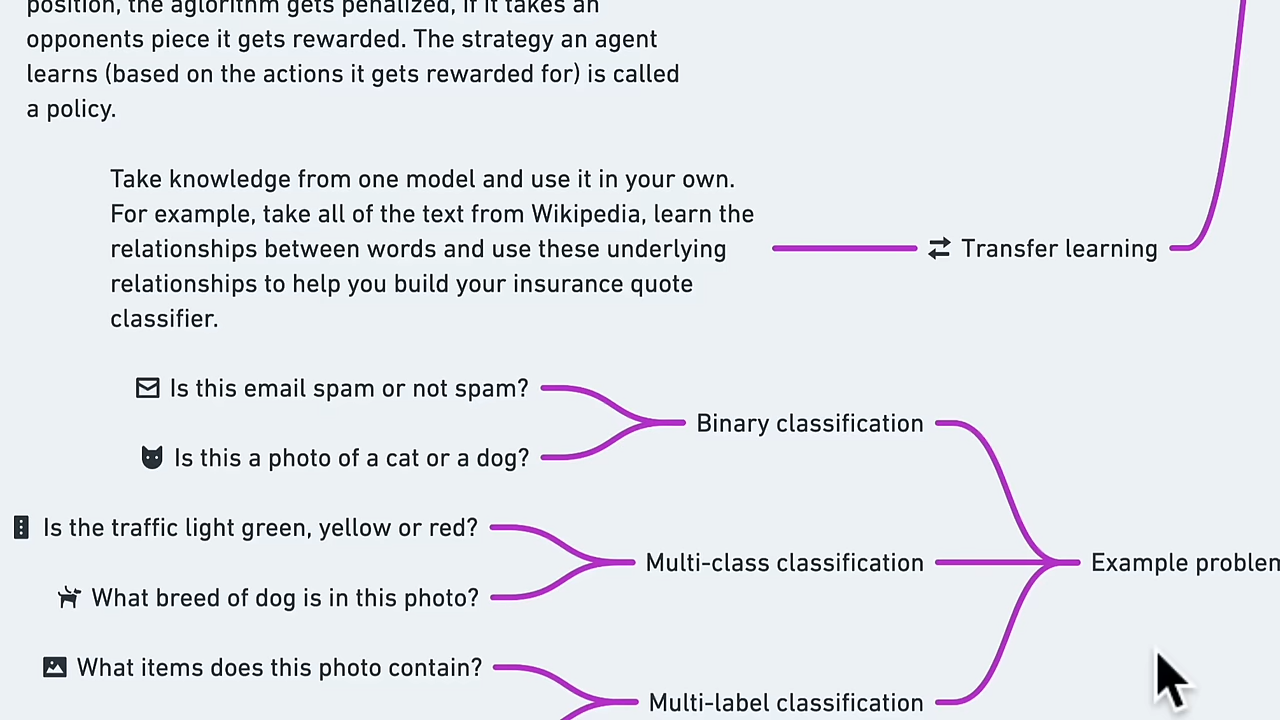 position, the aglorithm gets penalized, if it takes an
opponents piece it gets rewarded. The strategy an agent
learns (based on the actions it gets rewarded for) is called
a policy.
Take knowledge from one model and use it in your own.
For example, take all of the text from Wikipedia, learn the
relationships between words and use these underlying
relationships to help you build your insurance quote
classifier.
Transfer learning
Is this email spam or not spam?
Binary classification
Is this a photo of a cat or a dog?
Is the traffic light green, yellow or red?
Multi-class classification
Example problem
What breed of dog is in this photo?
What items does this photo contain?
Multi-label classification